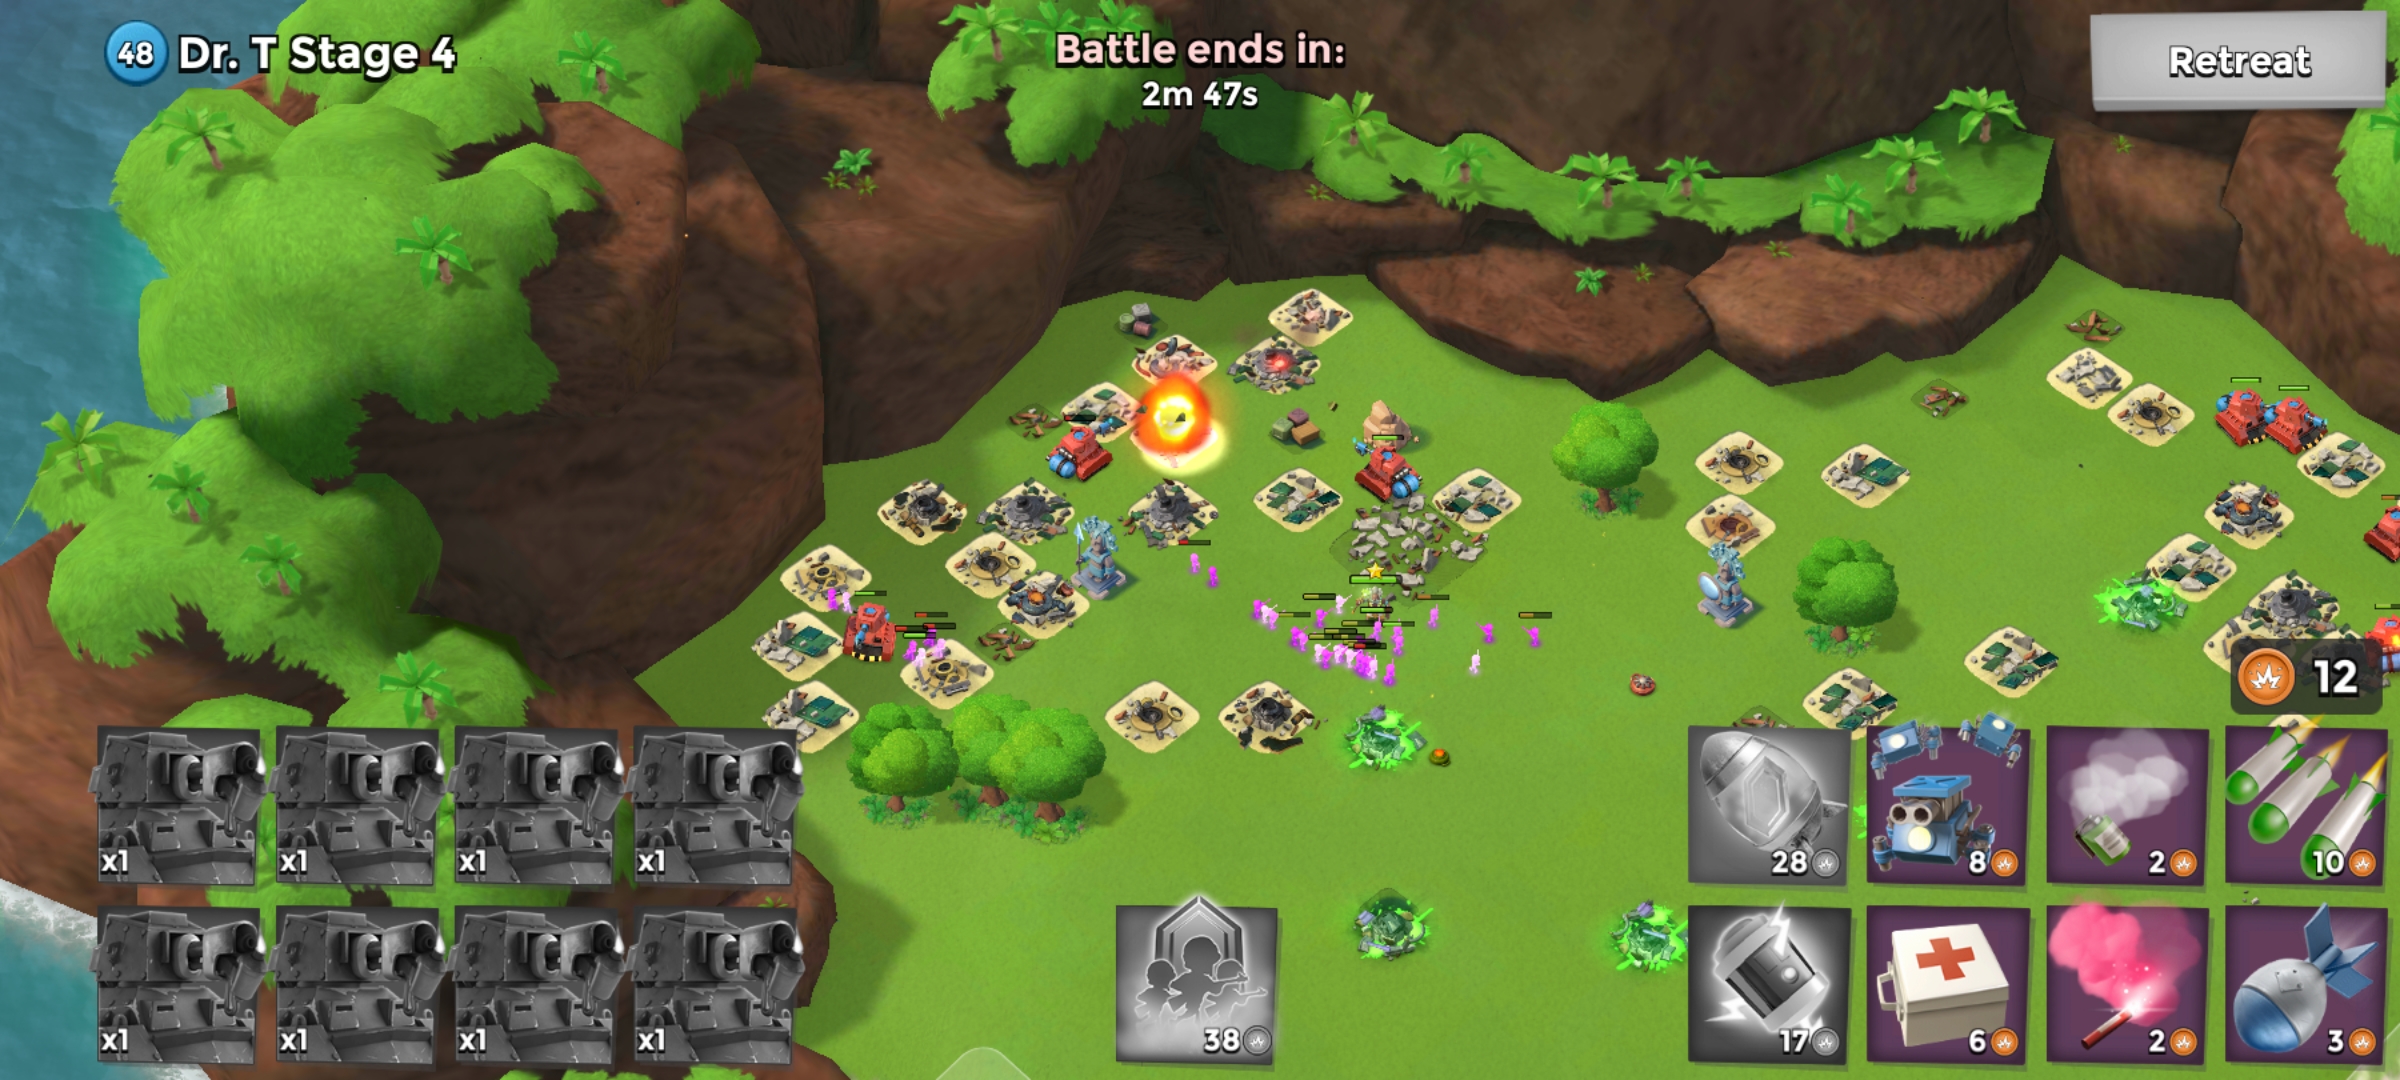 48 Dr. T Stage 4
Battle ends in:
2m 47s
Retreat
12
x1 x1 x1 x1
28 8 2 10
x1 x1 x1 x1
38
17 6 2 3